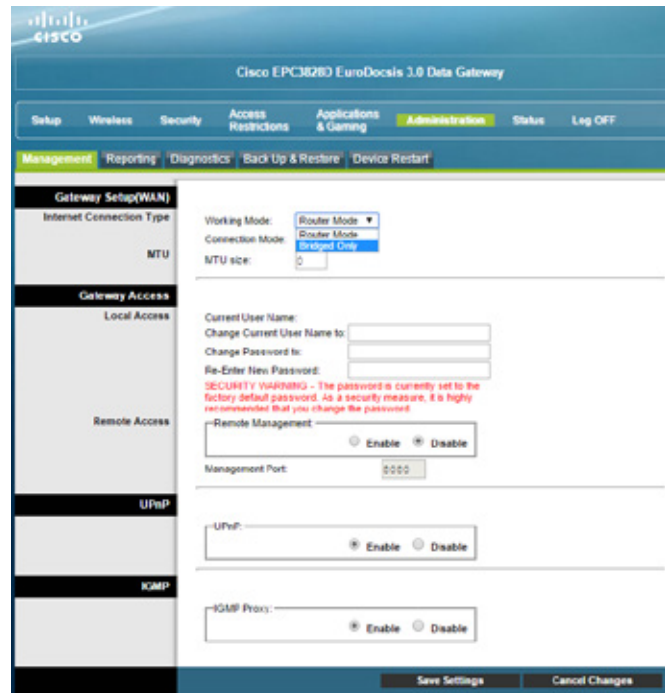 CISCO
Cisco EPC3828D EuroDocsis 3.0 Data Gateway
Setup Wireless Security Access Restrictions Applications & Gaming Administration Status Log OFF
Management Reporting Diagnostics Back Up & Restore Device Restart
Gateway Setup(WAN)
Internet Connection Type
Working Mode: Router Mode
Router Mode
Connection Mode:
Bridged Only
MTU
MTU size: 0
Gateway Access
Local Access
Current User Name:
Change Current User Name to:
Change Password to:
Re-Enter New Password:
SECURITY WARNING - The password is currently set to the
factory default password. As a security measure, it is highly
recommended that you change the password.
Remote Access
Remote Management:
Enable Disable
Management Port: 8080
UPnP
UPnP:
Enable Disable
IGMP
IGMP Proxy:
Enable Disable
Save Settings Cancel Changes